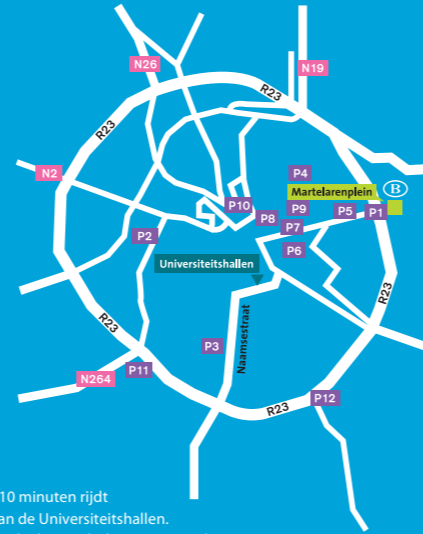 N26
N19
R23
R23
N2
P4
Martelarenplein
B
P10
P9
P5
P1
P8
P7
P2
P6
Universiteitshallen
R23
P3
Naamsestraat
R23
P11
N264
P12
R23
10 minuten rijdt
an de Universiteitshallen.